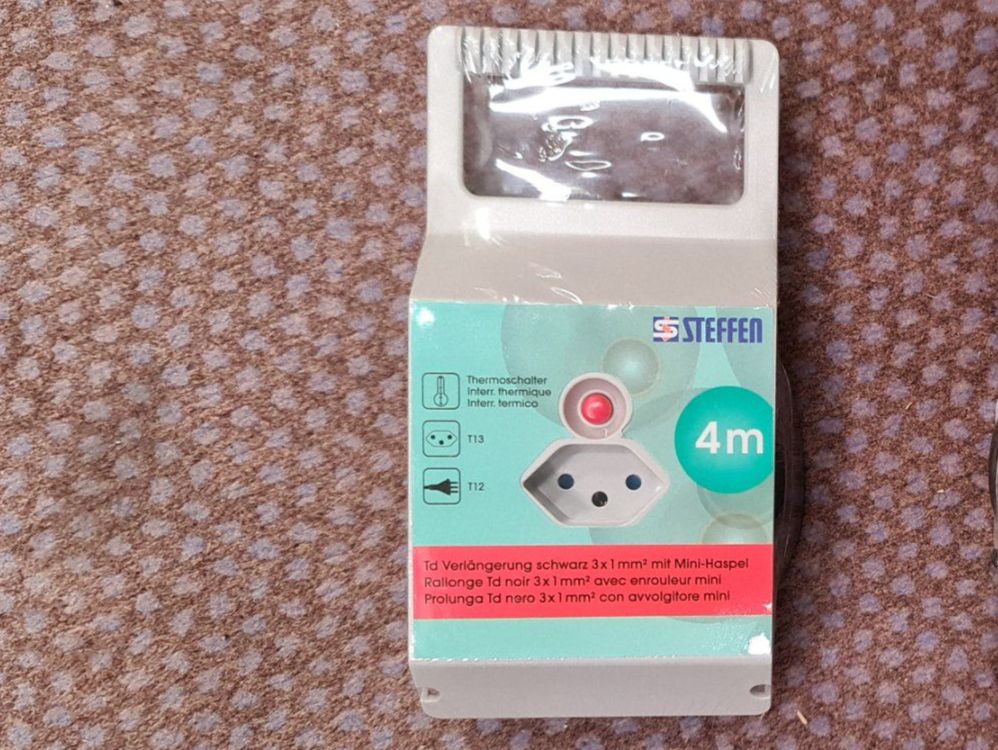 STEFFEN
Thermoschalter
Interr. thermique
Interr. termico
T13
4m
T12
Td Verlängerung schwarz 3x1mm² mit Mini-Haspel
Rallonge Td noir 3x1mm² avec enrouleur mini
Prolunga Td nero 3x1mm² con avvolgitore mini